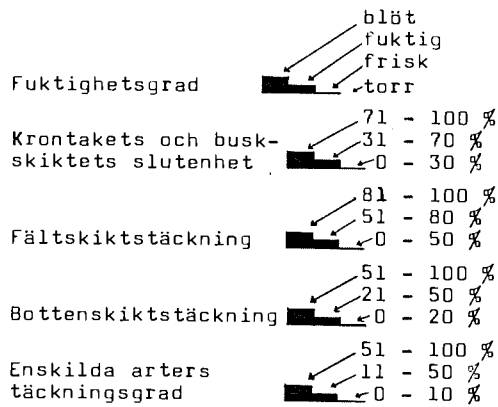 blöt
fuktig
frisk
Fuktighetsgrad torr
71 - 100 %
Krontakets och busk- 31 - 70 %
skiktets slutenhet 0 - 30 %
81 - 100 %
51 - 80 %
Fältskiktstäckning 0 - 50 %
51 - 100 %
21 - 50 %
Bottenskiktstäckning 0 - 20 %
51 - 100 %
Enskilda arters 11 - 50 %
täckningsgrad 0 - 10 %